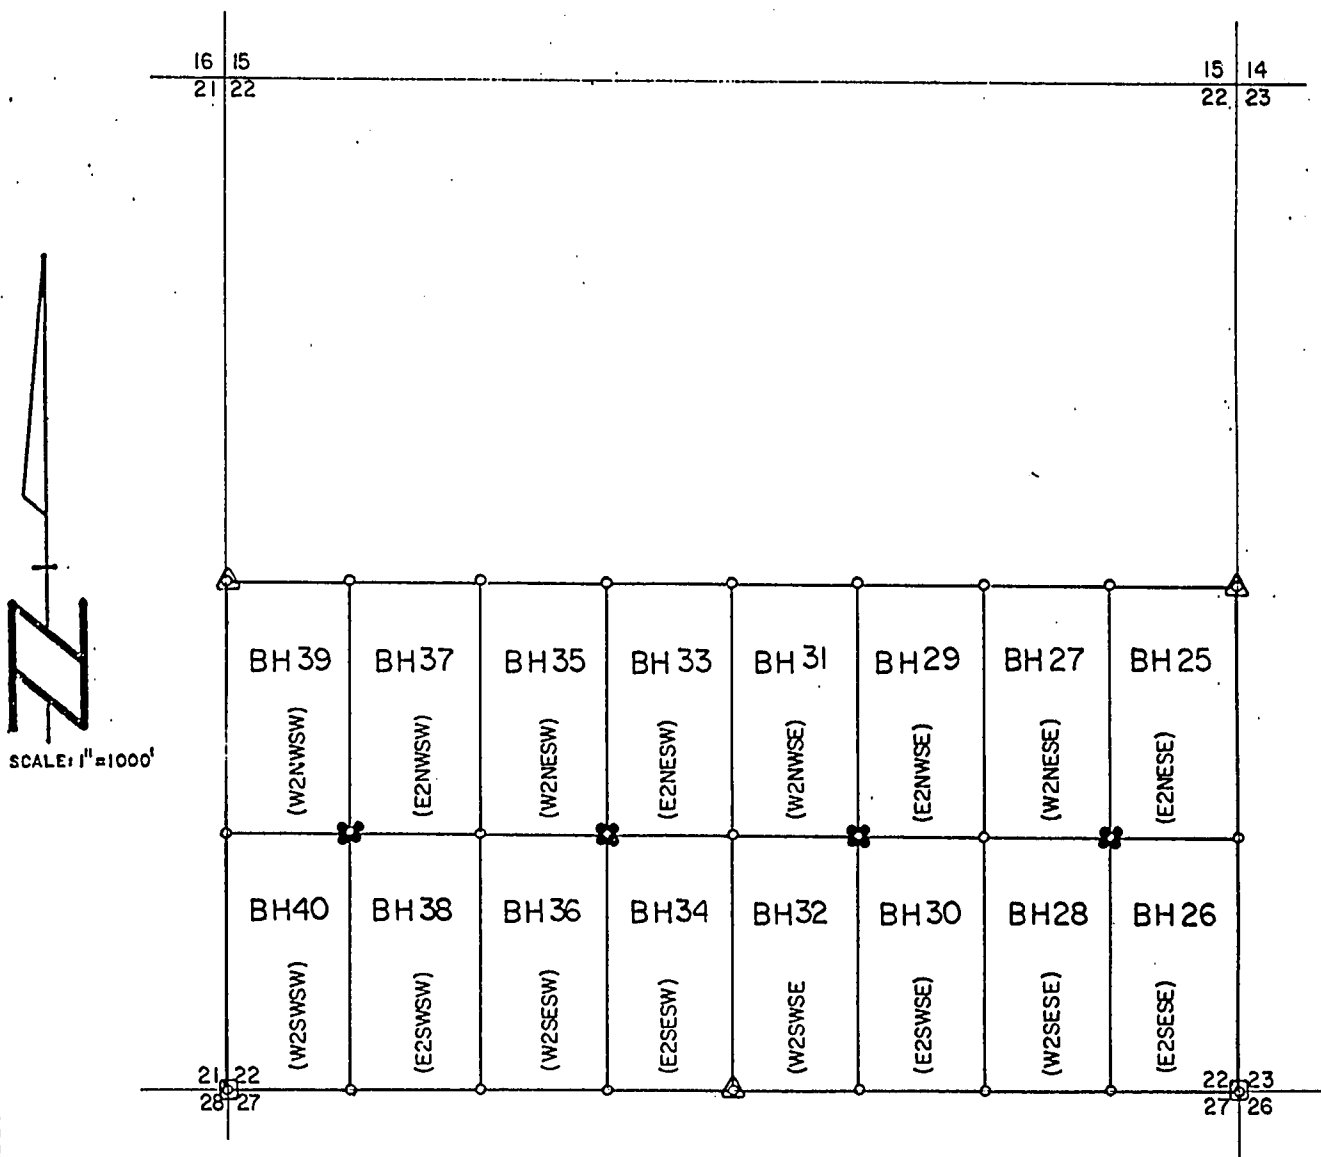 16 15
21 22
15 14
22 23
N
SCALE: 1"=1000'
BH39 BH37 BH35 BH33 BH31 BH29 BH27 BH25
(W2NWSW) (E2NWSW) (W2NESW) (E2NESW) (W2NWSE) (E2NWSE) (W2NESE) (E2NESE)
BH40 BH38 BH36 BH34 BH32 BH30 BH28 BH26
(W2SWSW) (E2SWSW) (W2SESW) (E2SESW) (W2SWSE (E2SWSE) (W2SESE) (E2SESE)
21 22
28 27
22 23
27 26